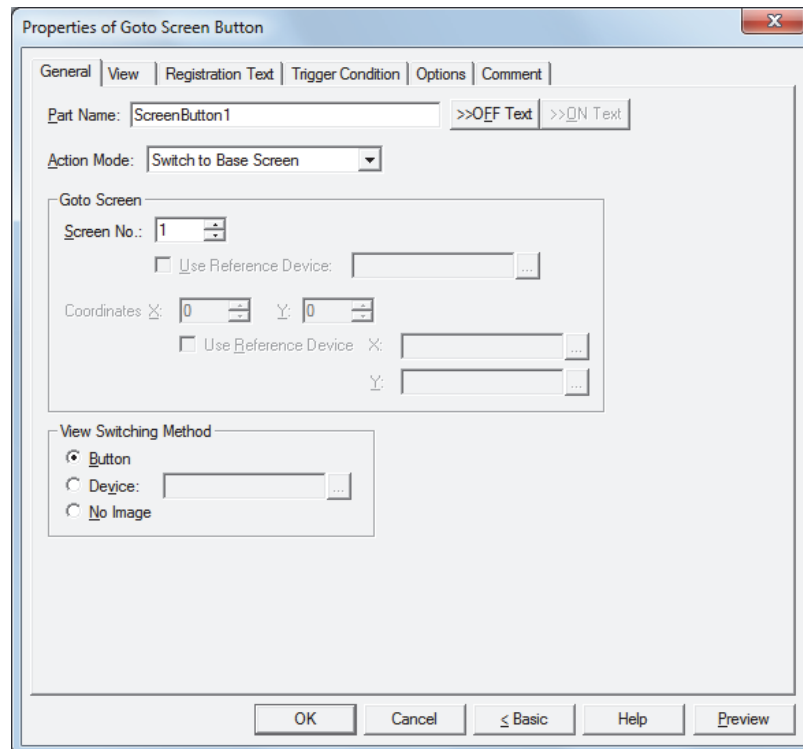 Properties of Goto Screen Button
General View Registration Text Trigger Condition Options Comment
Part Name: ScreenButton1 >>OFF Text >>ON Text
Action Mode: Switch to Base Screen
Goto Screen
Screen No.: 1
Use Reference Device: ...
Coordinates X: 0 Y: 0
Use Reference Device X: ...
Y: ...
View Switching Method
Button
Device: ...
No Image
OK Cancel < Basic Help Preview